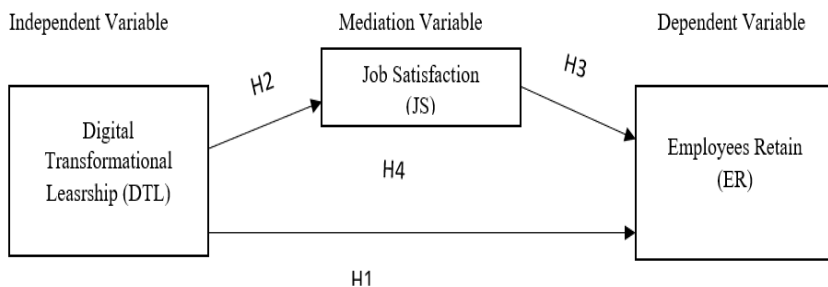 Independent Variable
Mediation Variable
Dependent Variable
H2
Job Satisfaction
(JS)
H3
Digital
Transformational
Leasrship (DTL)
H4
Employees Retain
(ER)
H1